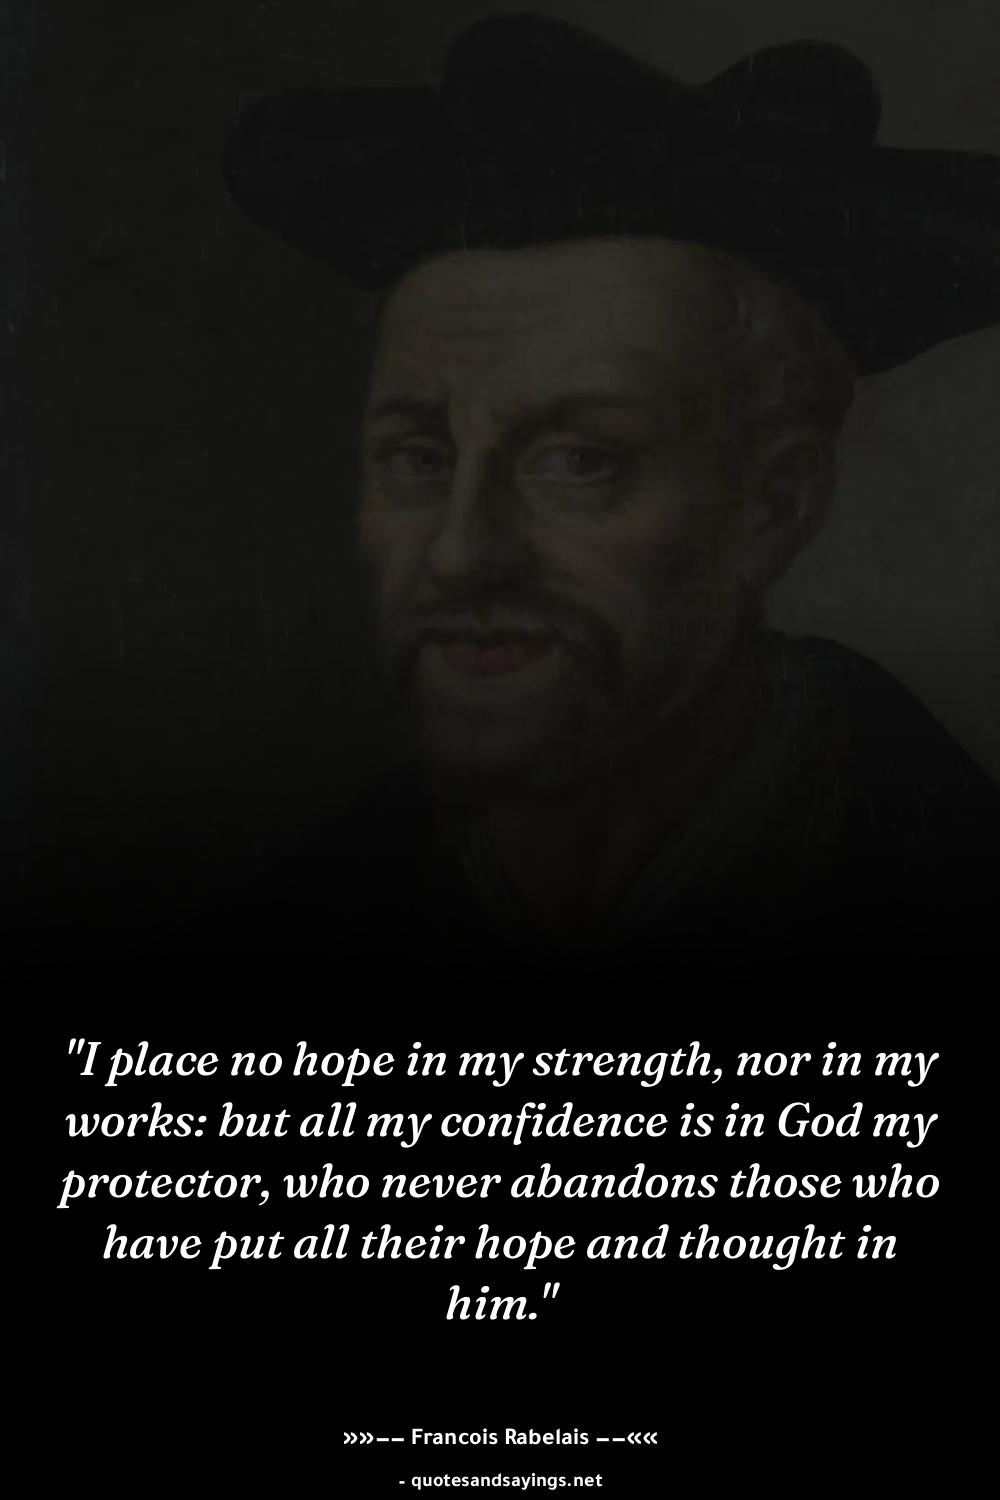 "I place no hope in my strength, nor in my
works: but all my confidence is in God my
protector, who never abandons those who
have put all their hope and thought in
him."
»»−− Francois Rabelais −−««
- quotesandsayings.net